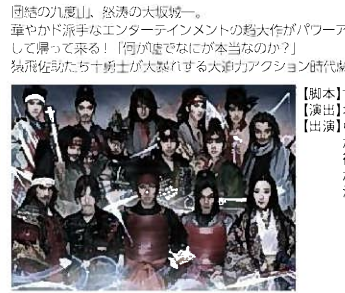 団結の九度山、怒涛の大坂城―。
華やかド派手なエンターテインメントの超大作がパワーア
して帰って来る！「何が嘘でなにが本当なのか？」
猿飛佐助たち十勇士が大暴れする大迫力アクション時代劇
【脚本】
【演出】
【出演】